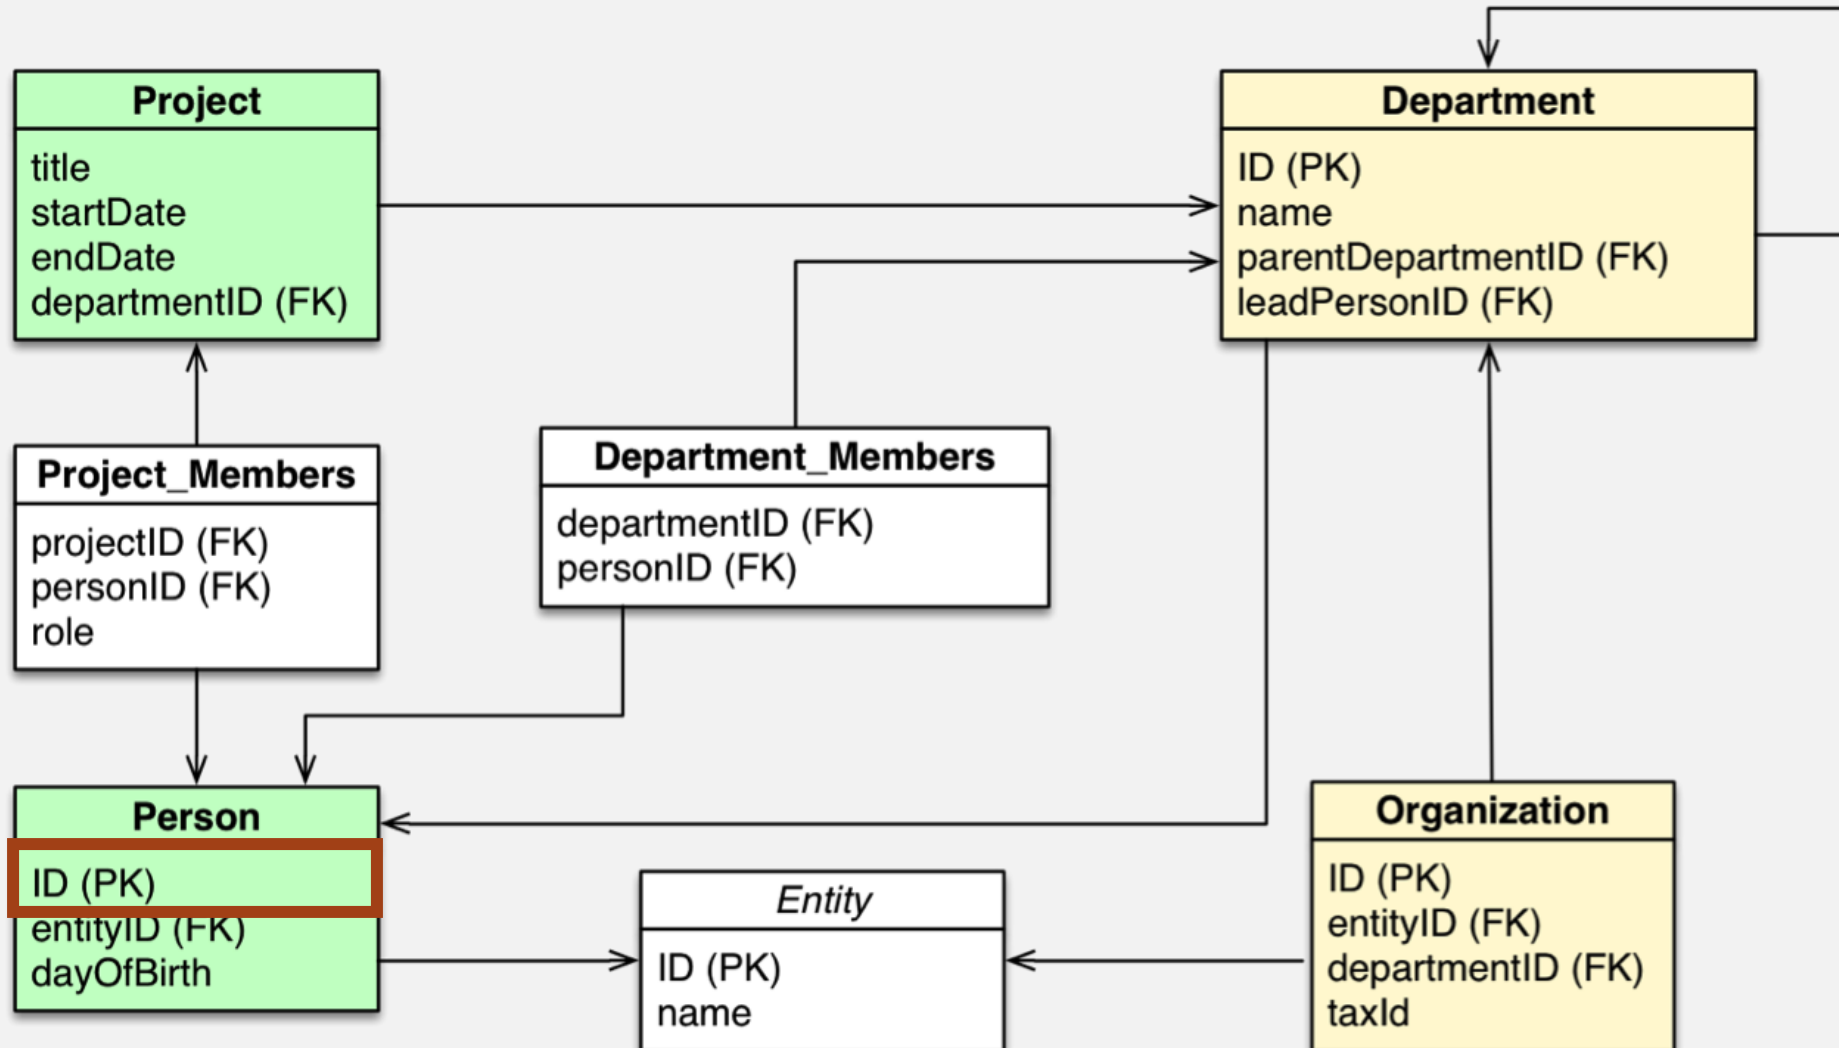 Project
title
startDate
endDate
departmentID (FK)
Department
ID (PK)
name
parentDepartmentID (FK)
leadPersonID (FK)
Project_Members
projectID (FK)
personID (FK)
role
Department_Members
departmentID (FK)
personID (FK)
Person
ID (PK)
entityID (FK)
dayOfBirth
Entity
ID (PK)
name
Organization
ID (PK)
entityID (FK)
departmentID (FK)
taxId